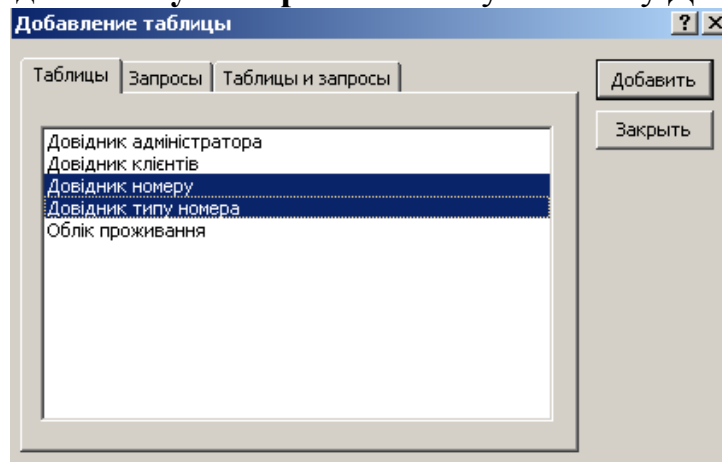 Добавление таблицы
Таблицы Запросы Таблицы и запросы
Добавить
Закрыть
Довідник адміністратора
Довідник клієнтів
Довідник номеру
Довідник типу номера
Облік проживання